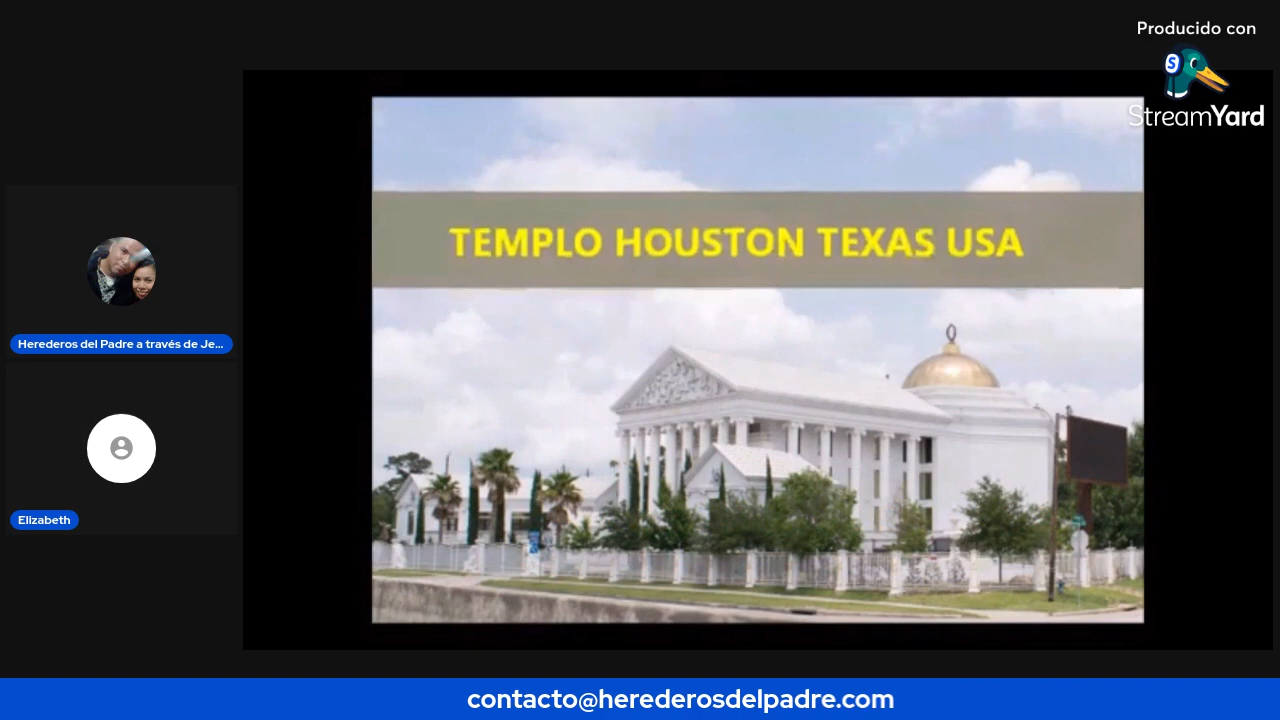 Producido con
S
StreamYard
TEMPLO HOUSTON TEXAS USA
Herederos del Padre a través de Je...
Elizabeth
contacto@herederosdelpadre.com